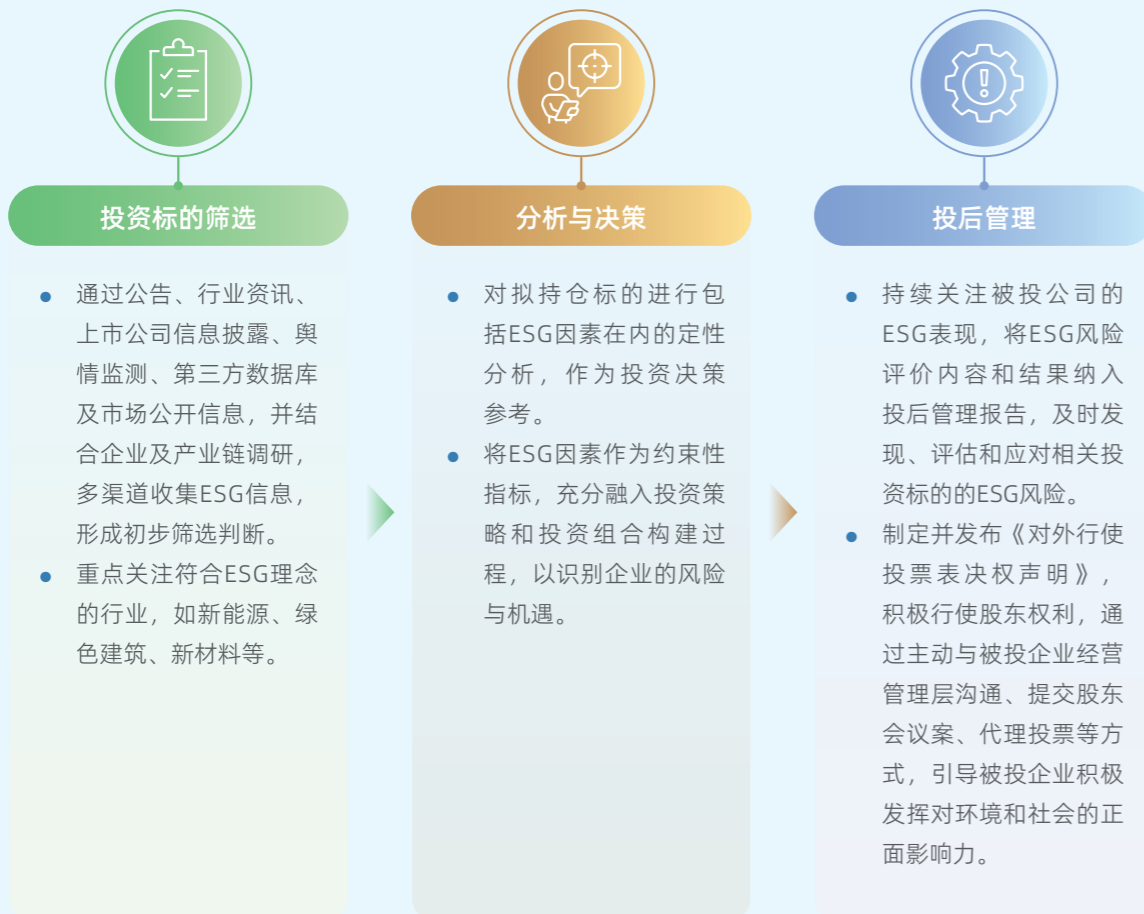 投资标的筛选
● 通过公告、行业资讯、
上市公司信息披露、舆
情监测、第三方数据库
及市场公开信息，并结
合企业及产业链调研，
多渠道收集ESG信息，
形成初步筛选判断。
● 重点关注符合ESG理念
的行业，如新能源、绿
色建筑、新材料等。
分析与决策
● 对拟持仓标的进行包
括ESG因素在内的定性
分析，作为投资决策
参考。
● 将ESG因素作为约束性
指标，充分融入投资策
略和投资组合构建过
程，以识别企业的风险
与机遇。
投后管理
● 持续关注被投公司的
ESG表现，将ESG风险
评价内容和结果纳入
投后管理报告，及时发
现、评估和应对相关投
资标的的ESG风险。
● 制定并发布《对外行使
投票表决权声明》，
积极行使股东权利，通
过主动与被投企业经营
管理层沟通、提交股东
会议案、代理投票等方
式，引导被投企业积极
发挥对环境和社会的正
面影响力。